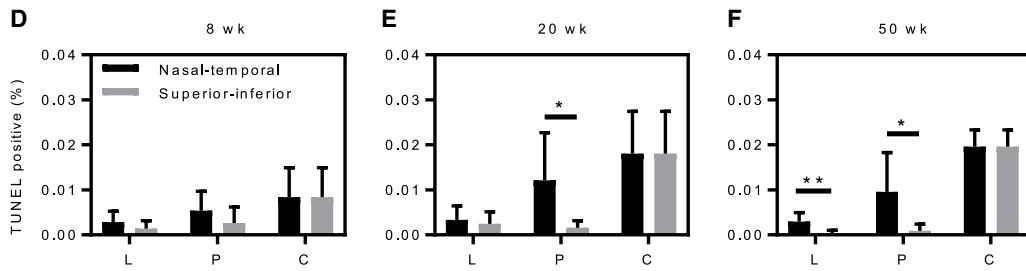 D
8 wk
TUNEL positive (%)
0.04
0.03
0.02
0.01
0.00
Nasal-temporal
Superior-inferior
L P C
E
20 wk
0.04
0.03
0.02
0.01
0.00
*
L P C
F
50 wk
0.04
0.03
0.02
0.01
0.00
**
*
L P C